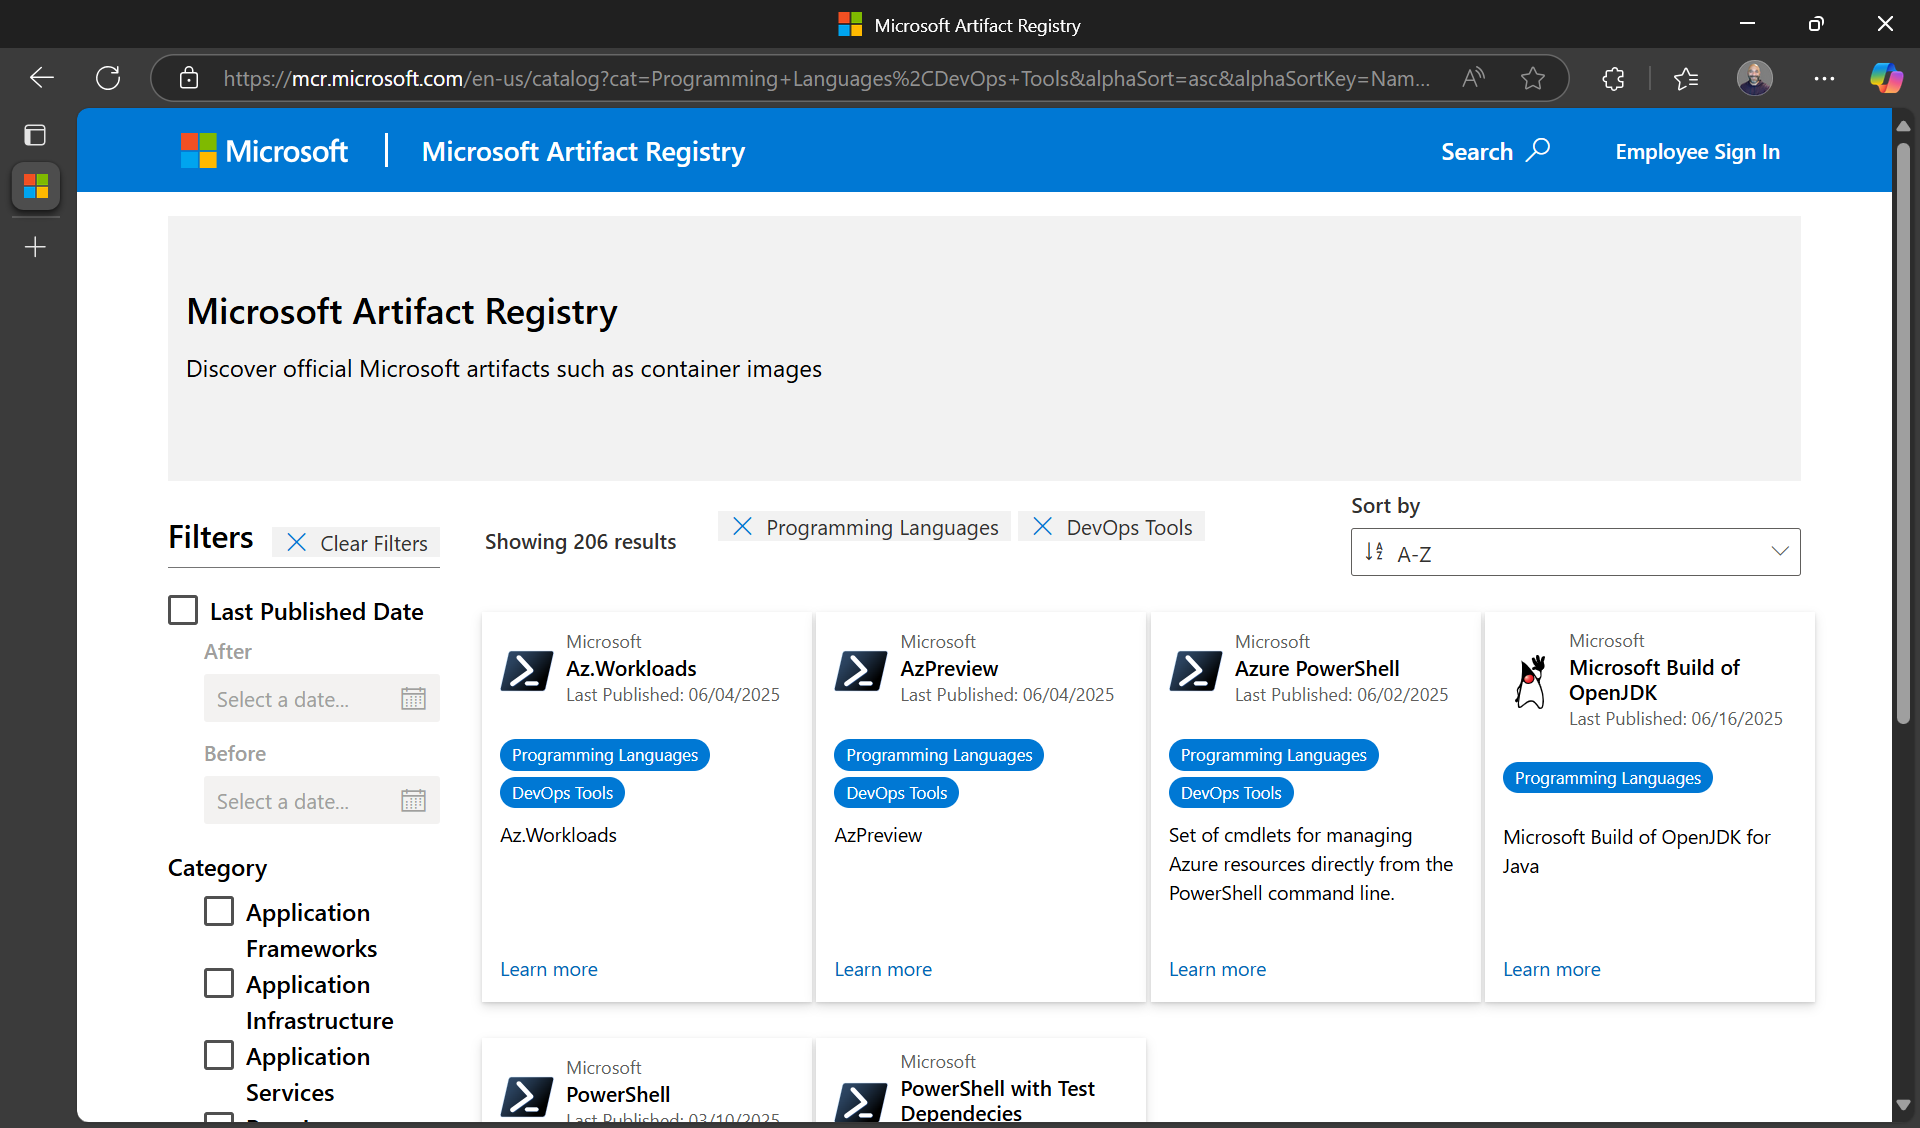 Microsoft Artifact Registry
https://mcr.microsoft.com/en-us/catalog?cat=Programming+Languages%2CDevOps+Tools&alphaSort=asc&alphaSortKey=Nam...
Microsoft
Microsoft Artifact Registry
Search
Employee Sign In
Microsoft Artifact Registry
Discover official Microsoft artifacts such as container images
Filters
Clear Filters
Showing 206 results
Programming Languages
DevOps Tools
Sort by
A-Z
Last Published Date
After
Select a date...
Before
Select a date...
Category
Application
Frameworks
Application
Infrastructure
Application
Services
Microsoft
Az.Workloads
Last Published: 06/04/2025
Programming Languages
DevOps Tools
Az.Workloads
Learn more
Microsoft
AzPreview
Last Published: 06/04/2025
Programming Languages
DevOps Tools
AzPreview
Learn more
Microsoft
Azure PowerShell
Last Published: 06/02/2025
Programming Languages
DevOps Tools
Set of cmdlets for managing
Azure resources directly from the
PowerShell command line.
Learn more
Microsoft
Microsoft Build of
OpenJDK
Last Published: 06/16/2025
Programming Languages
Microsoft Build of OpenJDK for
Java
Learn more
Microsoft
PowerShell
Last Published: 03/10/2025
Microsoft
PowerShell with Test
Dependecies